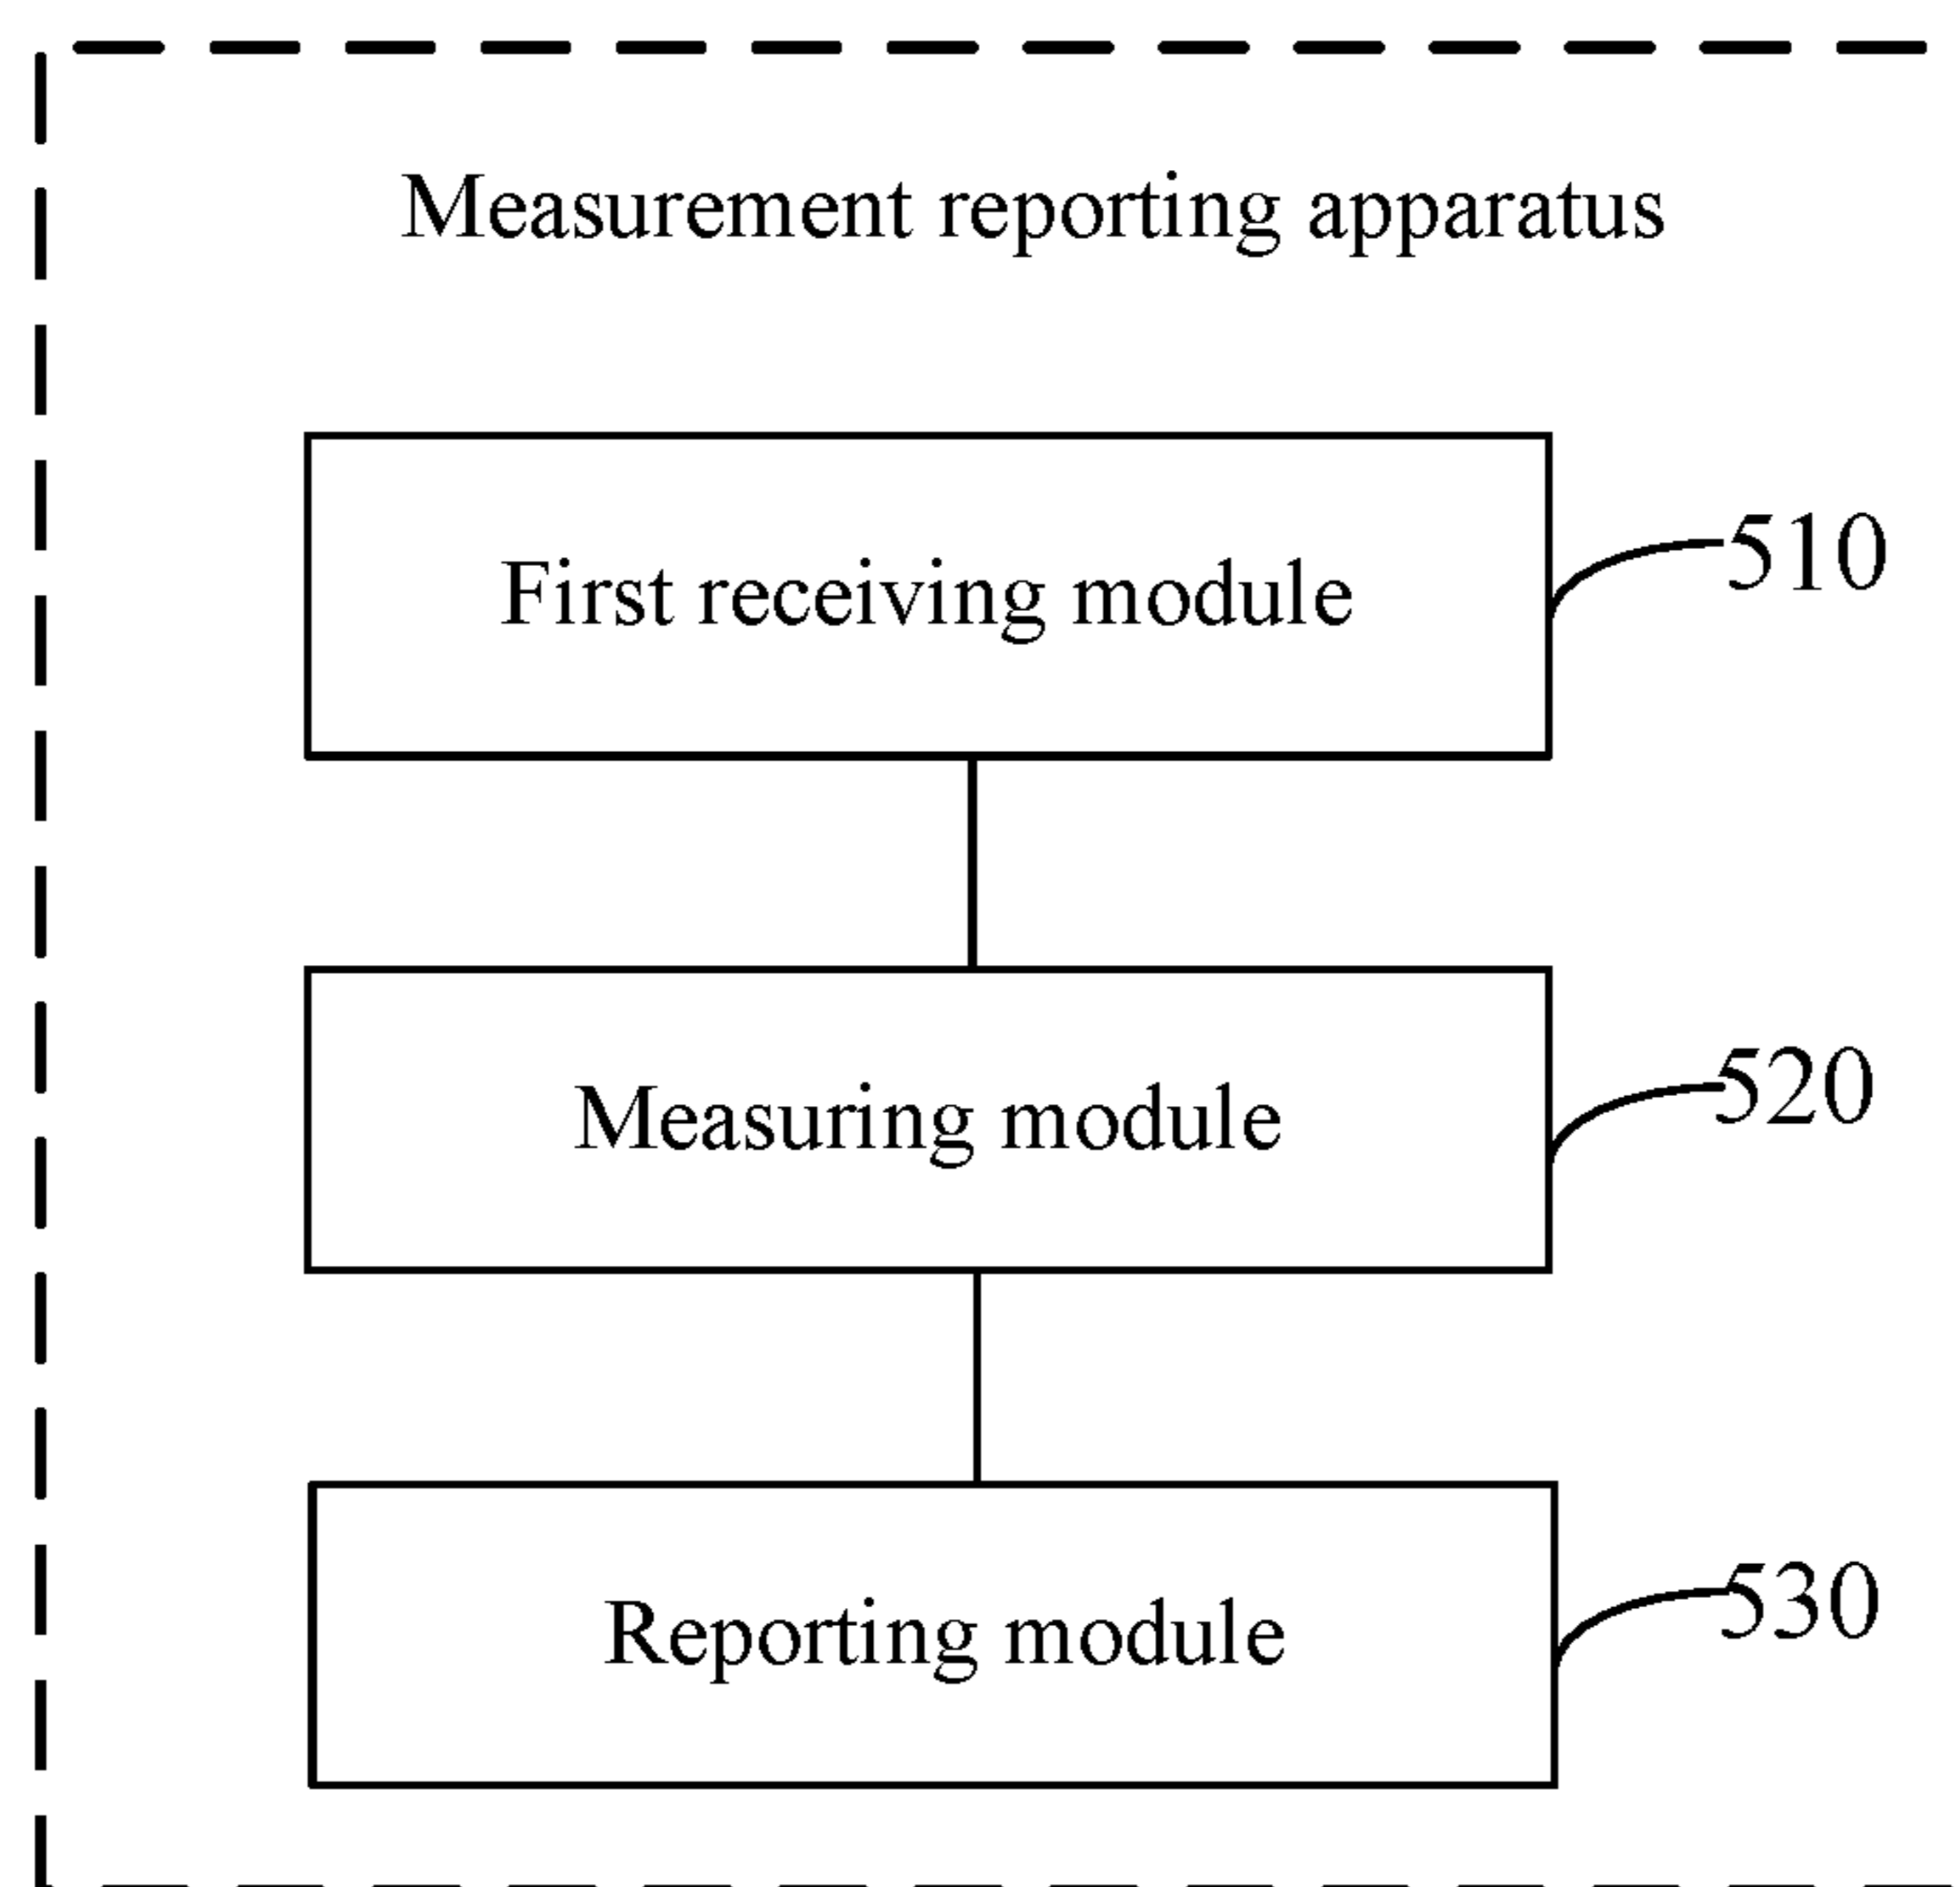 Measurement reporting apparatus
First receiving module
510
Measuring module
520
Reporting module
530